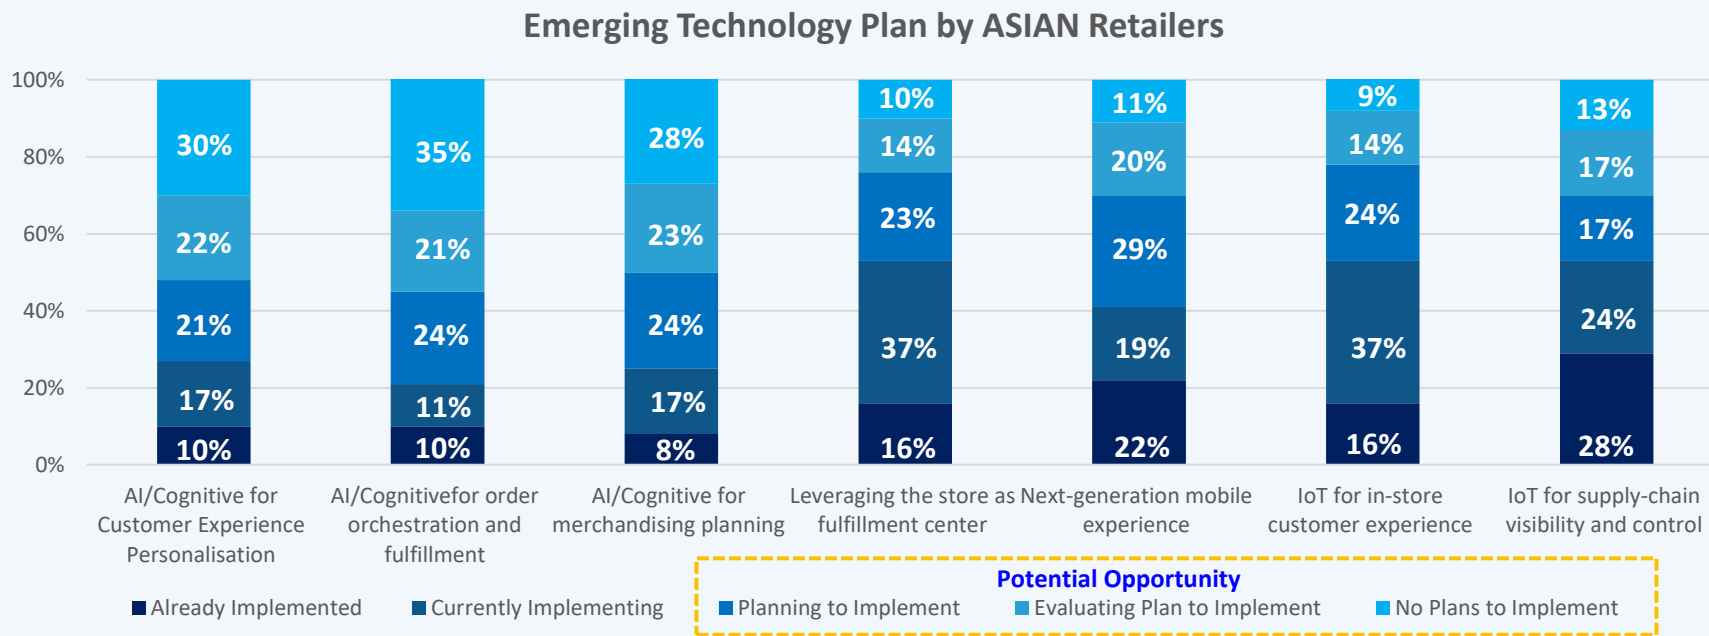 Emerging Technology Plan by ASIAN Retailers
100%
80%
60%
40%
20%
0%
30%
22%
21%
17%
10%
35%
21%
24%
11%
10%
28%
23%
24%
17%
8%
10%
14%
23%
37%
16%
11%
20%
29%
19%
22%
9%
14%
24%
37%
16%
13%
17%
17%
24%
28%
AI/Cognitive for
Customer Experience
Personalisation
AI/Cognitivefor order
orchestration and
fulfillment
AI/Cognitive for
merchandising planning
Leveraging the store as
fulfillment center
Next-generation mobile
experience
IoT for in-store
customer experience
IoT for supply-chain
visibility and control
Potential Opportunity
Already Implemented
Currently Implementing
Planning to Implement
Evaluating Plan to Implement
No Plans to Implement